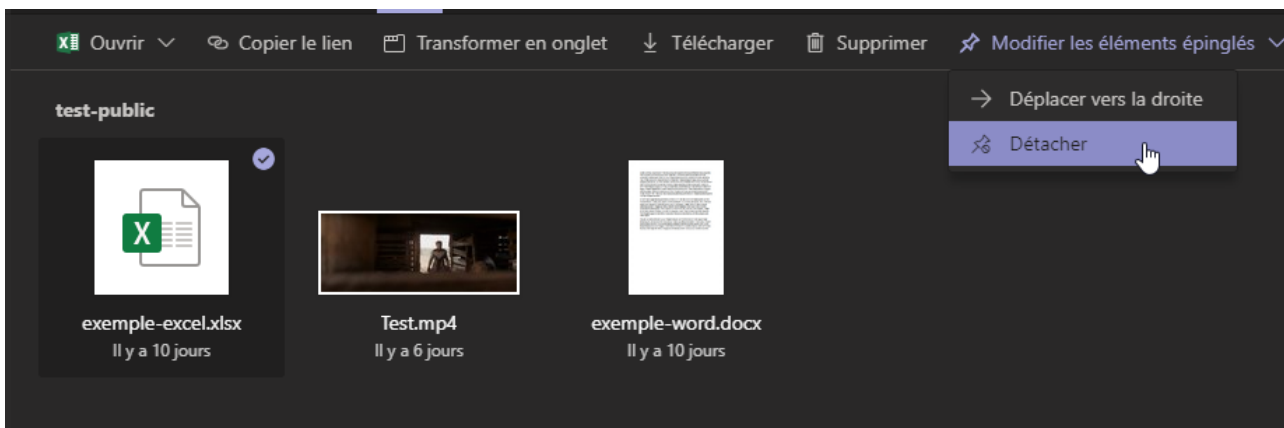 Ouvrir Copier le lien Transformer en onglet Télécharger Supprimer Modifier les éléments épinglés
Déplacer vers la droite
Détacher
test-public
X
exemple-excel.xlsx Test.mp4 exemple-word.docx
Il y a 10 jours Il y a 6 jours Il y a 10 jours